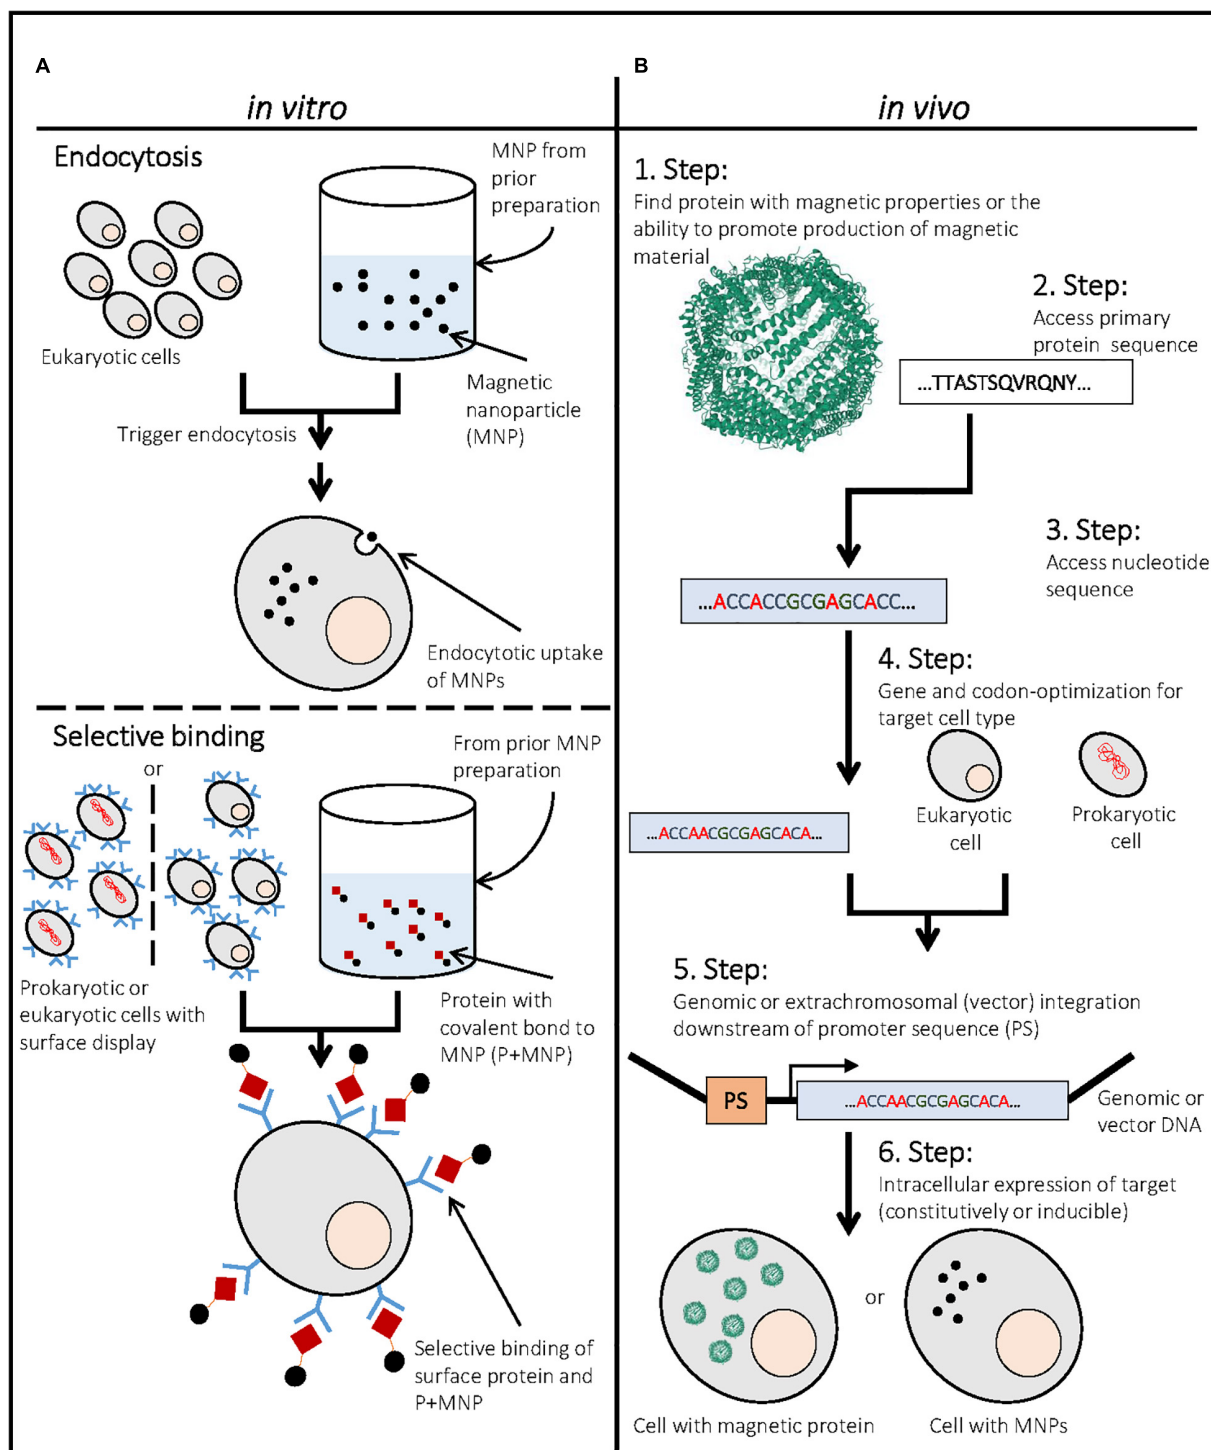 A
in vitro
Endocytosis
MNP from
prior
preparation
Eukaryotic cells
Magnetic
nanoparticle
(MNP)
Trigger endocytosis
Endocytotic uptake
of MNPs
Selective binding
or
From prior MNP
preparation
Prokaryotic or
eukaryotic cells with
surface display
Protein with
covalent bond to
MNP (P+MNP)
Selective binding of
surface protein and
P+MNP
B
in vivo
1. Step:
Find protein with magnetic properties or the
ability to promote production of magnetic
material
2. Step:
Access primary
protein sequence
...TTASTSQVRQNY...
3. Step:
Access nucleotide
sequence
...ACCACCGCGAGCACC...
4. Step:
Gene and codon-optimization for
target cell type
Eukaryotic
cell
Prokaryotic
cell
...ACCAACGCGAGCACA...
5. Step:
Genomic or extrachromosomal (vector) integration
downstream of promoter sequence (PS)
PS
...ACCAACGCGAGCACA...
Genomic or
vector DNA
6. Step:
Intracellular expression of target
(constitutively or inducible)
or
Cell with magnetic protein
Cell with MNPs